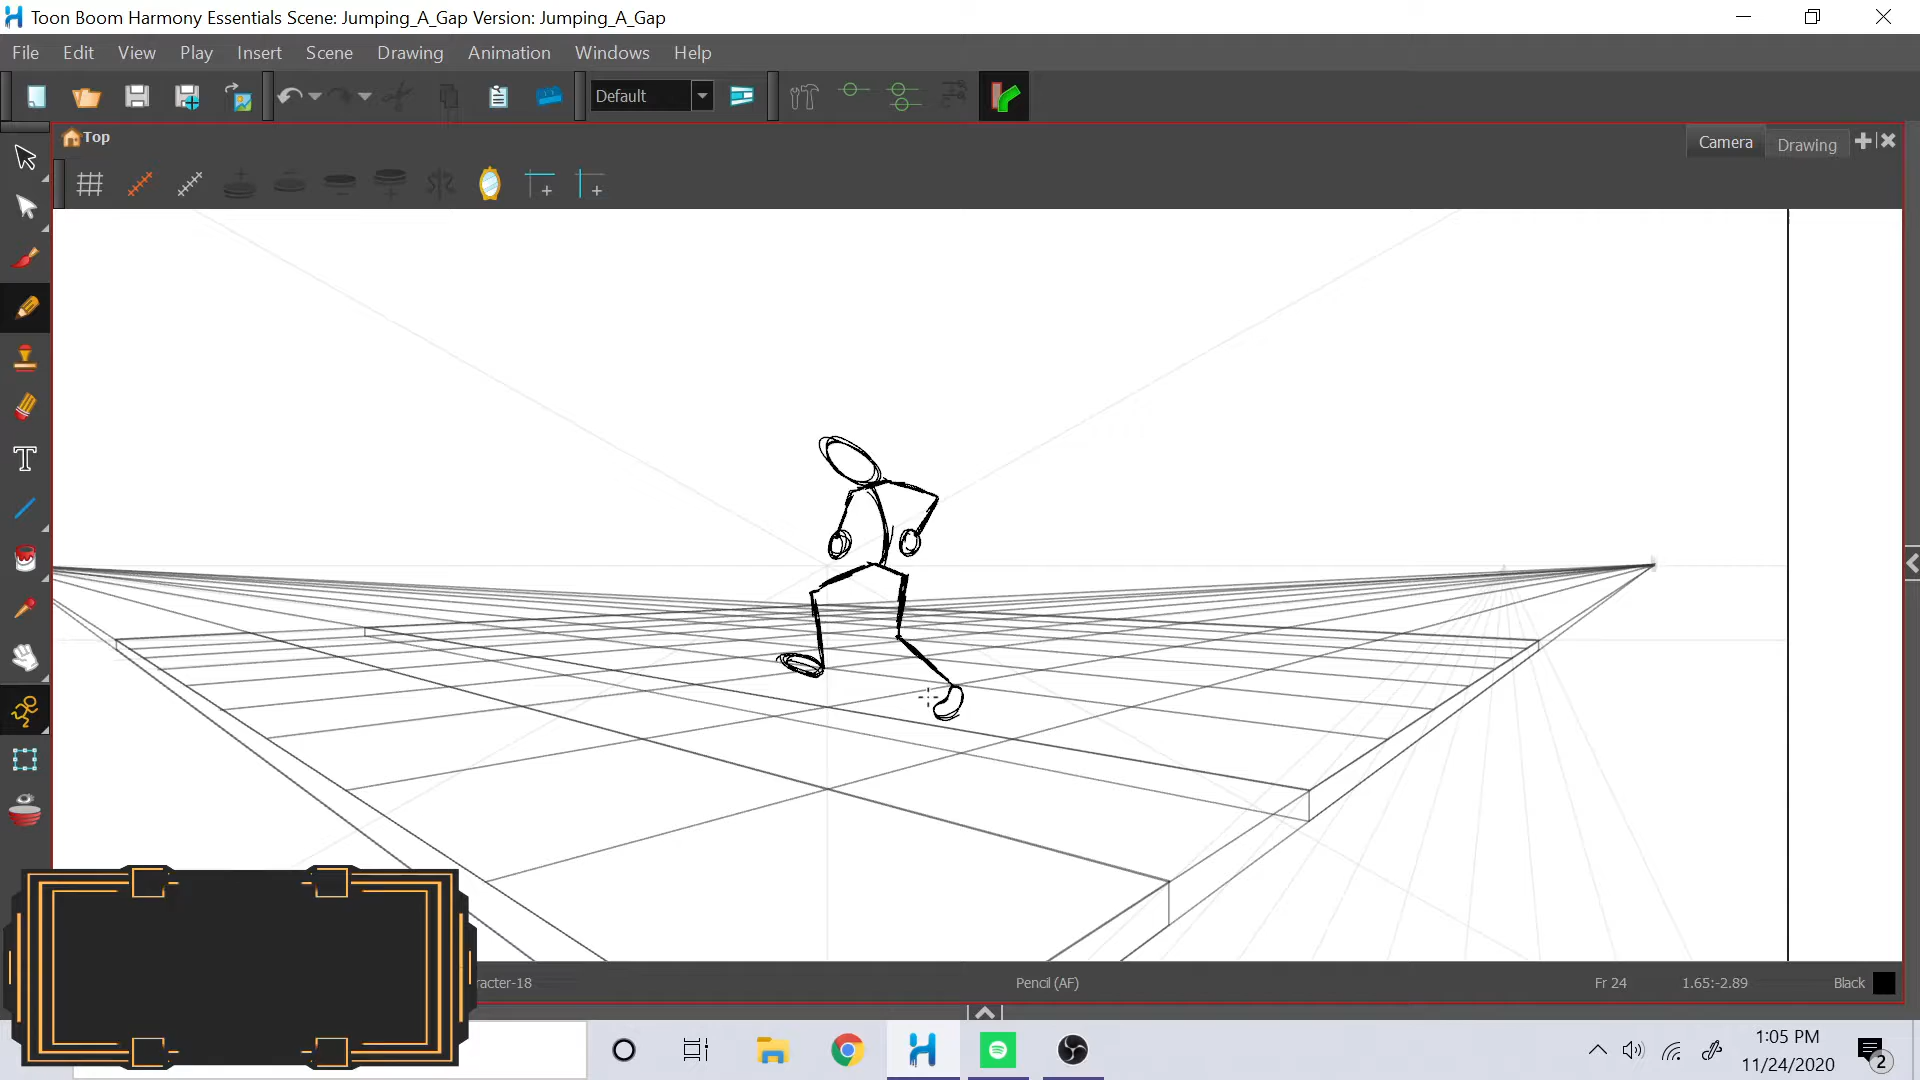 Toon Boom Harmony Essentials Scene: Jumping_A_Gap Version: Jumping_A_Gap
File Edit View Play Insert Scene Drawing Animation Windows Help
Default
Top
Camera Drawing
racter-18 Pencil (AF) Fr 24 1.65:-2.89 Black
1:05 PM
11/24/2020
2